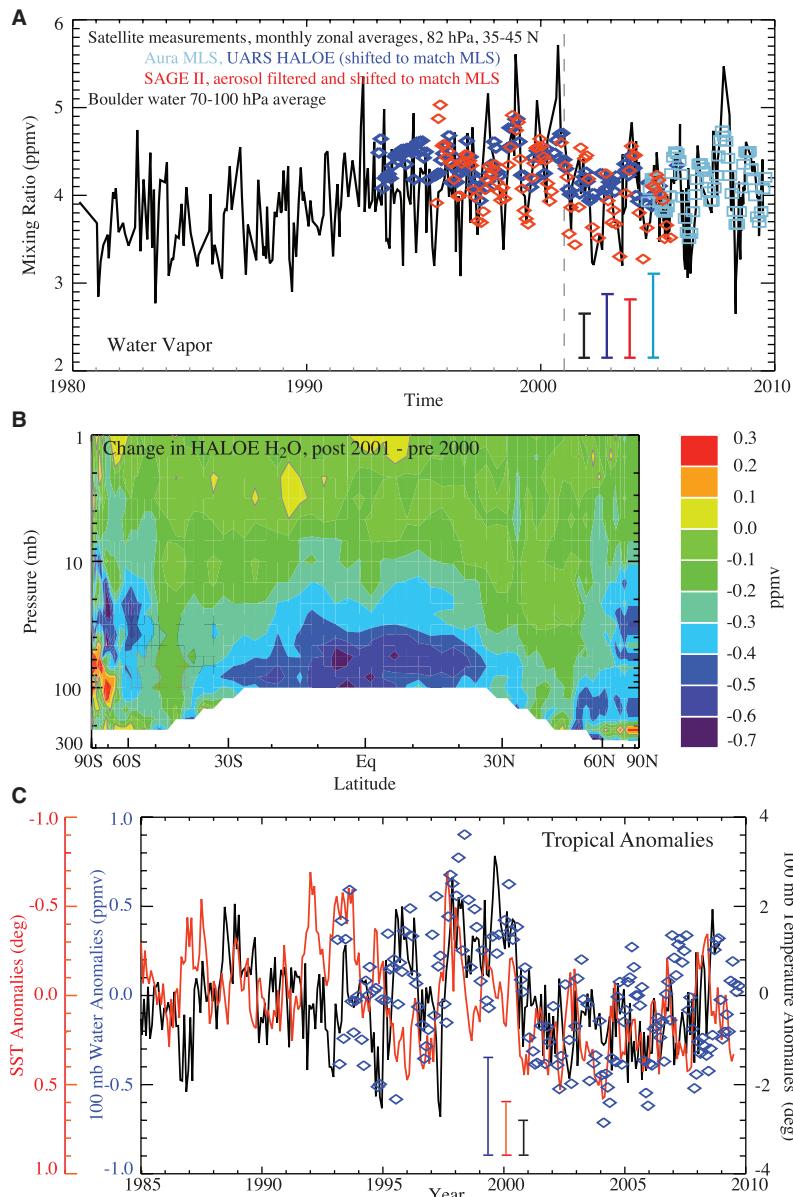 A
Satellite measurements, monthly zonal averages, 82 hPa, 35-45 N
Aura MLS, UARS HALOE (shifted to match MLS)
SAGE II, aerosol filtered and shifted to match MLS
Boulder water 70-100 hPa average
6
5
4
3
2
Mixing Ratio (ppmv)
Water Vapor
1980
1990
2000
2010
Time
B
Change in HALOE H₂O, post 2001 - pre 2000
1
10
100
300
Pressure (mb)
90S 60S
30S
Eq
30N
60N
90N
Latitude
0.3
0.2
0.1
0.0
-0.1
-0.2
-0.3
-0.4
-0.5
-0.6
-0.7
ppmv
C
Tropical Anomalies
-1.0
-0.5
0.0
0.5
1.0
SST Anomalies (deg)
1.0
0.5
0.0
-0.5
-1.0
100 mb Water Anomalies (ppmv)
4
2
0
-2
-4
100 mb Temperature Anomalies (deg)
1985
1990
1995
2000
2005
2010
Year